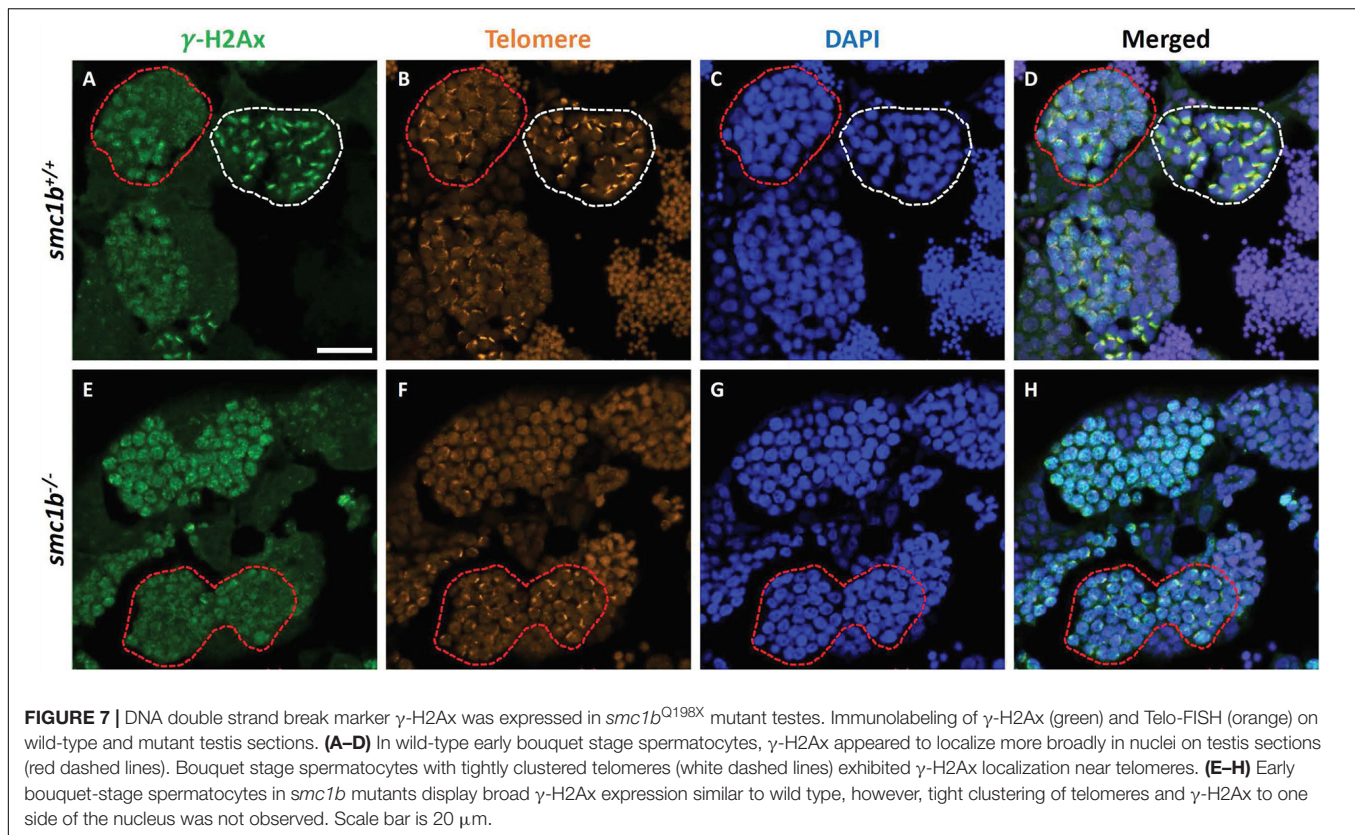 γ-H2Ax Telomere DAPI Merged
smc1b+/+
A B C D
smc1b-/-
E F G H
FIGURE 7 | DNA double strand break marker γ-H2Ax was expressed in smc1bQ198X mutant testes. Immunolabeling of γ-H2Ax (green) and Telo-FISH (orange) on
wild-type and mutant testis sections. (A–D) In wild-type early bouquet stage spermatocytes, γ-H2Ax appeared to localize more broadly in nuclei on testis sections
(red dashed lines). Bouquet stage spermatocytes with tightly clustered telomeres (white dashed lines) exhibited γ-H2Ax localization near telomeres. (E–H) Early
bouquet-stage spermatocytes in smc1b mutants display broad γ-H2Ax expression similar to wild type, however, tight clustering of telomeres and γ-H2Ax to one
side of the nucleus was not observed. Scale bar is 20 μm.